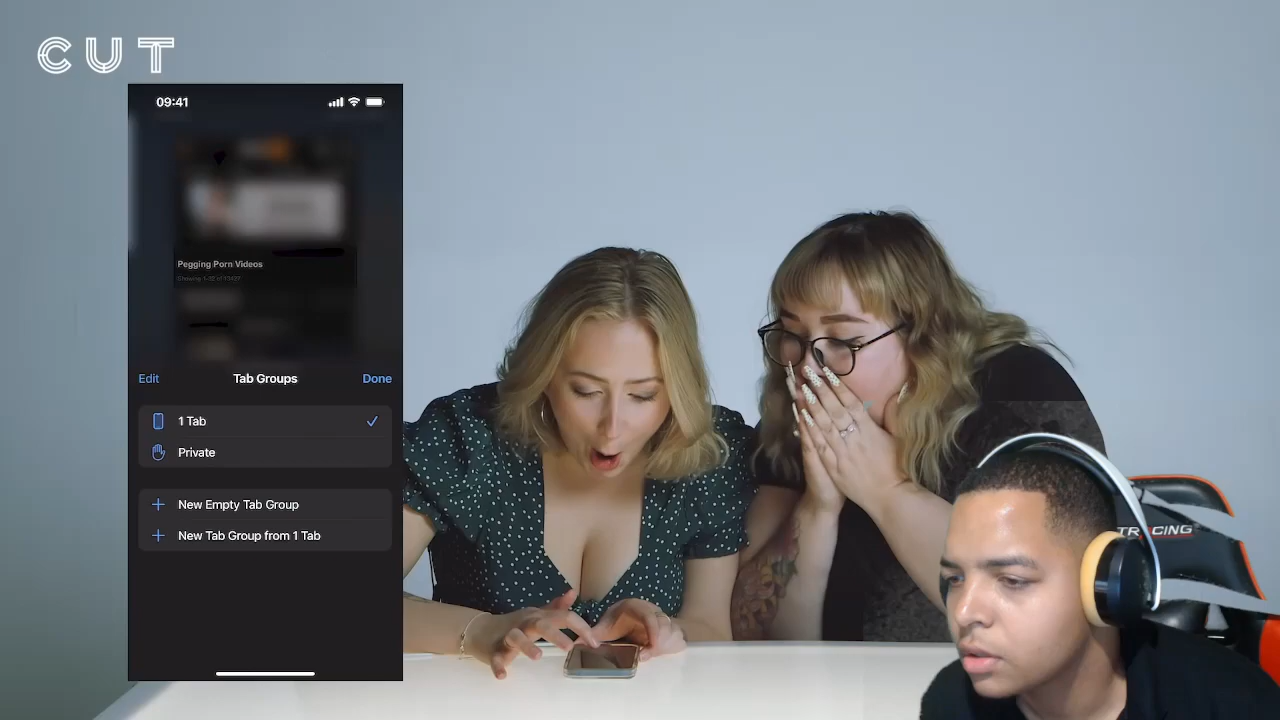 CUT
09:41
Pegging Porn Videos
Edit
Tab Groups
Done
1 Tab
Private
New Empty Tab Group
New Tab Group from 1 Tab